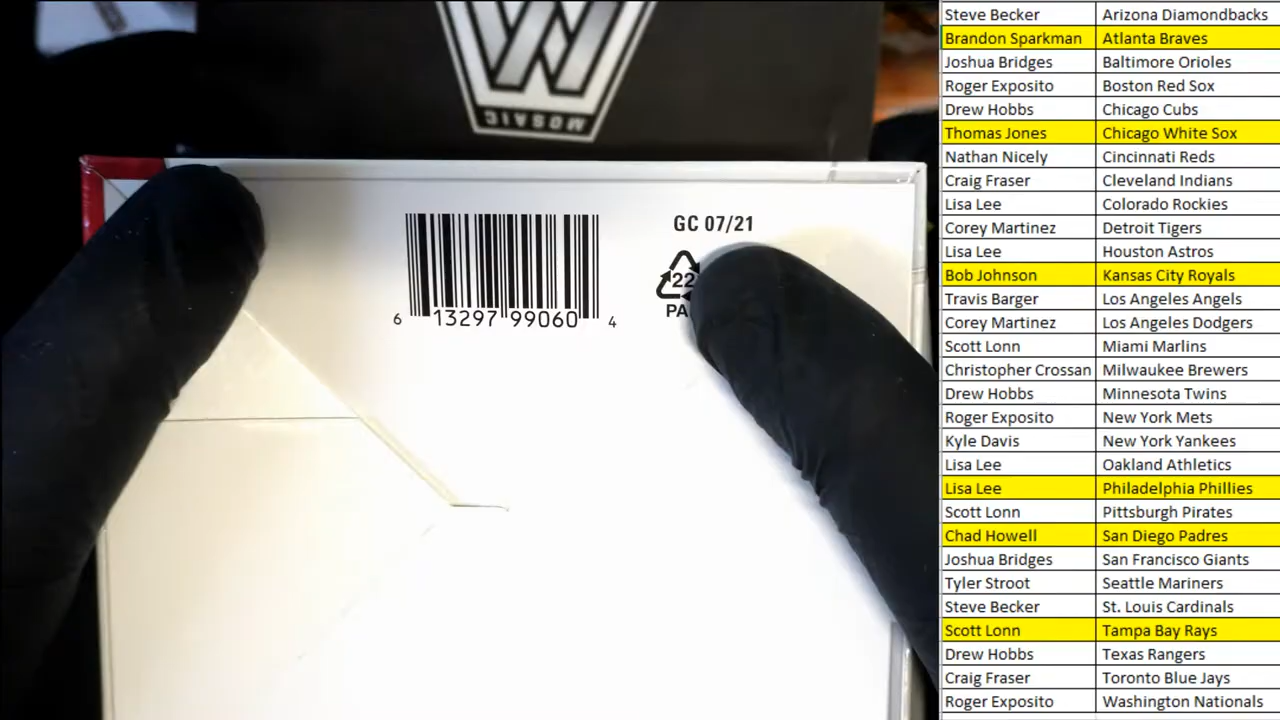 MOSAIC
GC 07/21
22
PA
6 13297 99060 4
Steve Becker Arizona Diamondbacks
Brandon Sparkman Atlanta Braves
Joshua Bridges Baltimore Orioles
Roger Exposito Boston Red Sox
Drew Hobbs Chicago Cubs
Thomas Jones Chicago White Sox
Nathan Nicely Cincinnati Reds
Craig Fraser Cleveland Indians
Lisa Lee Colorado Rockies
Corey Martinez Detroit Tigers
Lisa Lee Houston Astros
Bob Johnson Kansas City Royals
Travis Barger Los Angeles Angels
Corey Martinez Los Angeles Dodgers
Scott Lonn Miami Marlins
Christopher Crossan Milwaukee Brewers
Drew Hobbs Minnesota Twins
Roger Exposito New York Mets
Kyle Davis New York Yankees
Lisa Lee Oakland Athletics
Lisa Lee Philadelphia Phillies
Scott Lonn Pittsburgh Pirates
Chad Howell San Diego Padres
Joshua Bridges San Francisco Giants
Tyler Stroot Seattle Mariners
Steve Becker St. Louis Cardinals
Scott Lonn Tampa Bay Rays
Drew Hobbs Texas Rangers
Craig Fraser Toronto Blue Jays
Roger Exposito Washington Nationals